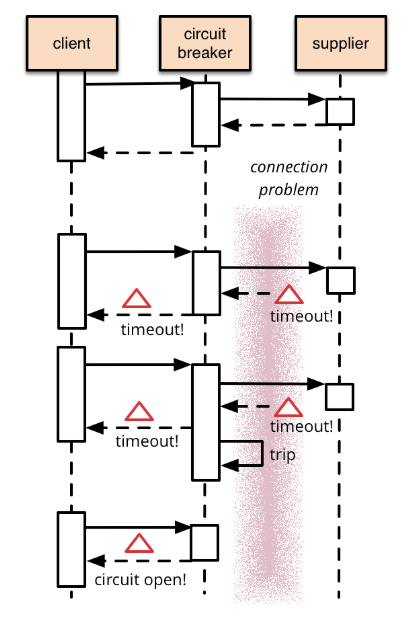 client
circuit
breaker
supplier
connection
problem
timeout!
timeout!
timeout!
timeout!
trip
circuit open!